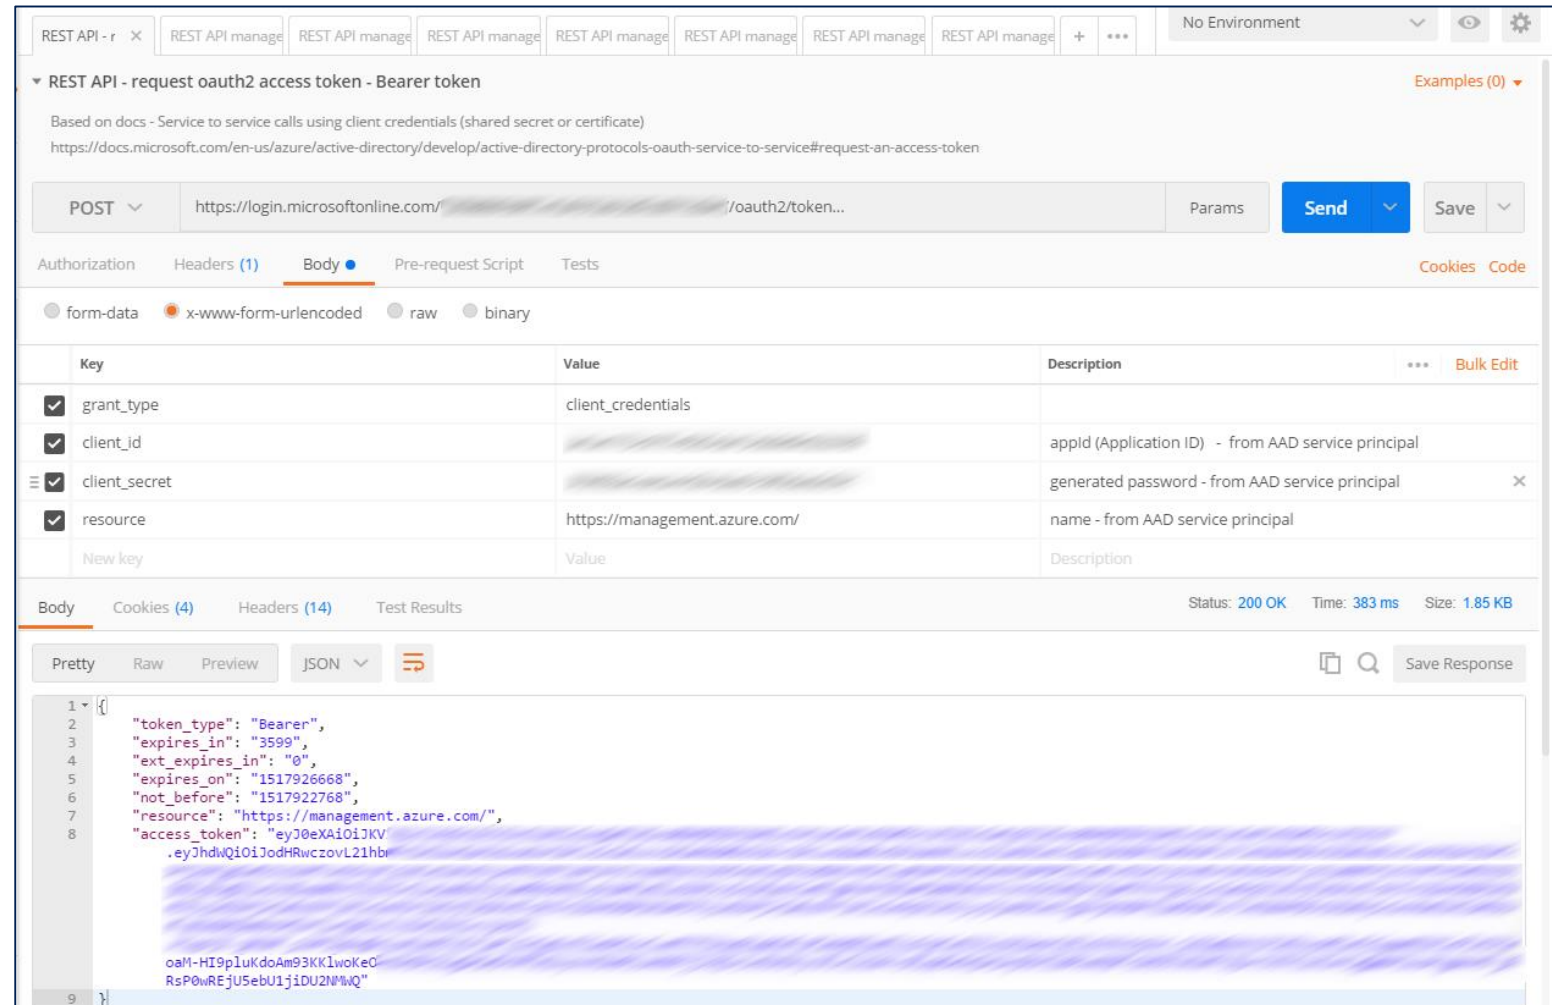 REST API - r REST API manage REST API manage REST API manage REST API manage REST API manage REST API manage REST API manage + No Environment
REST API - request oauth2 access token - Bearer token Examples (0)
Based on docs - Service to service calls using client credentials (shared secret or certificate)
https://docs.microsoft.com/en-us/azure/active-directory/develop/active-directory-protocols-oauth-service-to-service#request-an-access-token
POST https://login.microsoftonline.com/ /oauth2/token... Params Send Save
Authorization Headers (1) Body Pre-request Script Tests Cookies Code
form-data x-www-form-urlencoded raw binary
Key Value Description Bulk Edit
grant_type client_credentials
client_id appId (Application ID) - from AAD service principal
client_secret generated password - from AAD service principal
resource https://management.azure.com/ name - from AAD service principal
New key Value Description
Body Cookies (4) Headers (14) Test Results Status: 200 OK Time: 383 ms Size: 1.85 KB
Pretty Raw Preview JSON Save Response
1 {
2 "token_type": "Bearer",
3 "expires_in": "3599",
4 "ext_expires_in": "0",
5 "expires_on": "1517926668",
6 "not_before": "1517922768",
7 "resource": "https://management.azure.com/",
8 "access_token": "eyJ0eXAiOiJKV
.eyJhdWQiOiJodHRwczovL21hb
oaM-HI9pluKdoAm93KKlwoKeO
RsP0wREjU5ebU1jiDU2NMWQ"
9 }